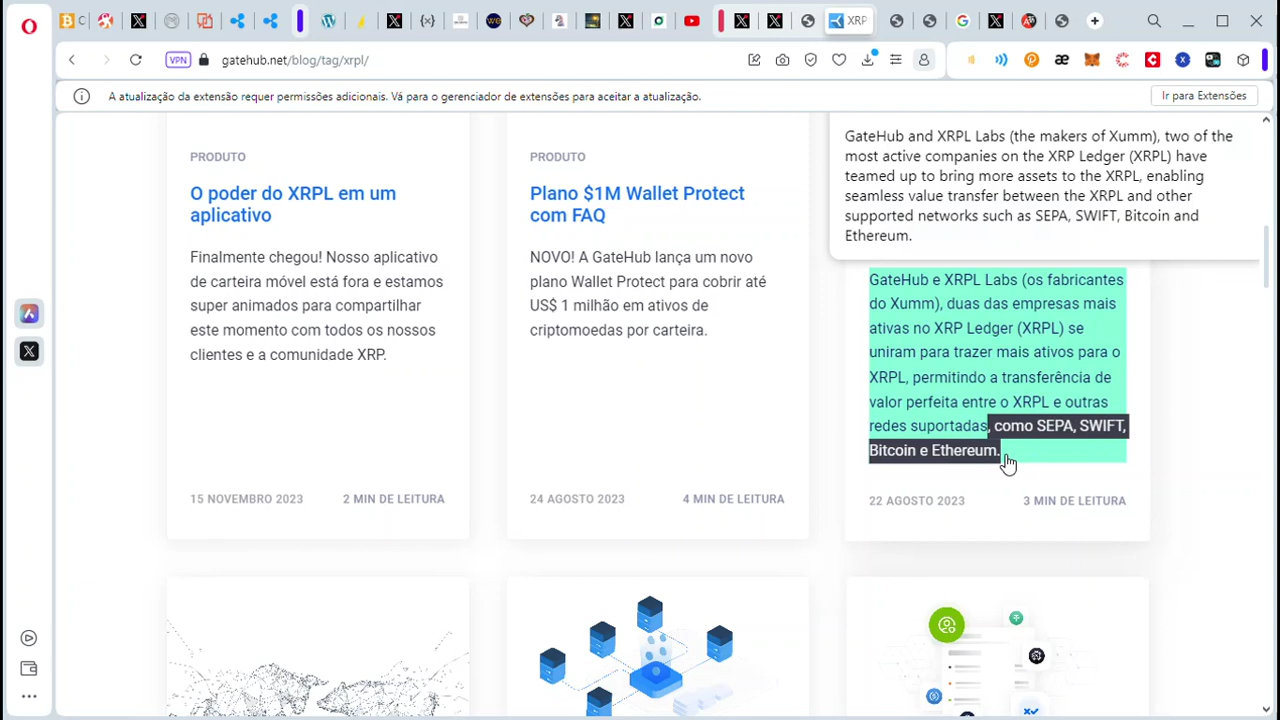 VPN
gatehub.net/blog/tag/xrpl/
XRP
A atualização da extensão requer permissões adicionais. Vá para o gerenciador de extensões para aceitar a atualização.
Ir para Extensões
PRODUTO
O poder do XRPL em um
aplicativo
Finalmente chegou! Nosso aplicativo
de carteira móvel está fora e estamos
super animados para compartilhar
este momento com todos os nossos
clientes e a comunidade XRP.
15 NOVEMBRO 2023
2 MIN DE LEITURA
PRODUTO
Plano $1M Wallet Protect
com FAQ
NOVO! A GateHub lança um novo
plano Wallet Protect para cobrir até
US$ 1 milhão em ativos de
criptomoedas por carteira.
24 AGOSTO 2023
4 MIN DE LEITURA
GateHub and XRPL Labs (the makers of Xumm), two of the
most active companies on the XRP Ledger (XRPL) have
teamed up to bring more assets to the XRPL, enabling
seamless value transfer between the XRPL and other
supported networks such as SEPA, SWIFT, Bitcoin and
Ethereum.
GateHub e XRPL Labs (os fabricantes
do Xumm), duas das empresas mais
ativas no XRP Ledger (XRPL) se
uniram para trazer mais ativos para o
XRPL, permitindo a transferência de
valor perfeita entre o XRPL e outras
redes suportadas, como SEPA, SWIFT,
Bitcoin e Ethereum.
22 AGOSTO 2023
3 MIN DE LEITURA